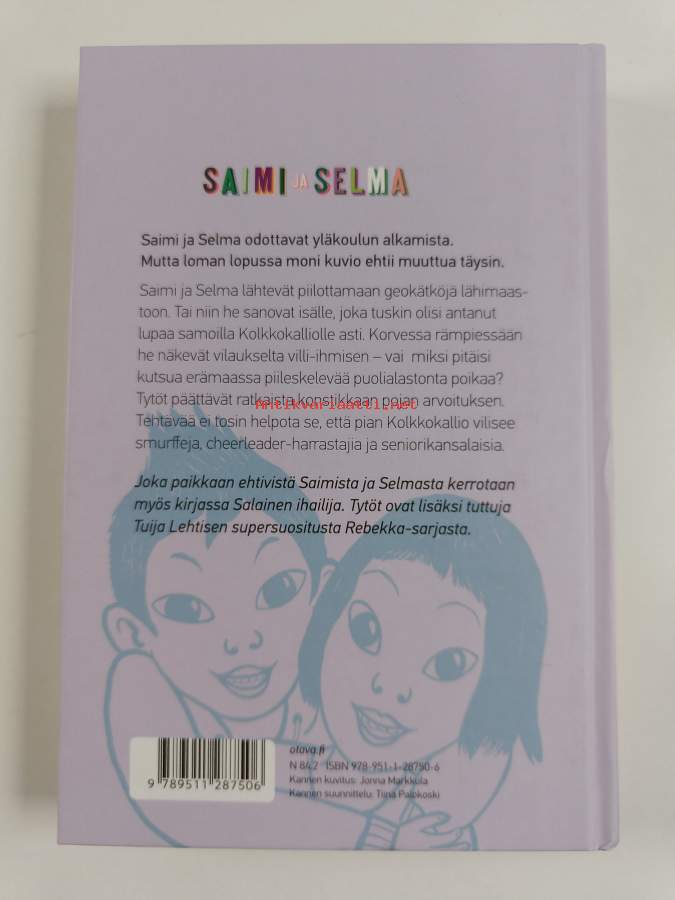 SAIMI JA SELMA
Saimi ja Selma odottavat yläkoulun alkamista.
Mutta loman lopussa moni kuvio ehtii muuttua täysin.
Saimi ja Selma lähtevät piilottamaan geokätköjä lähimaas-
toon. Tai niin he sanovat isälle, joka tuskin olisi antanut
lupaa samoilla Kolkkokalliolle asti. Korvessa rämpiessään
he näkevät vilaukselta villi-ihmisen – vai miksi pitäisi
kutsua erämaassa piileskelevää puolialastonta poikaa?
Tytöt päättävät ratkaista konstikkaan pojan arvoituksen.
Antikvariaatti.net
Tehtävää ei tosin helpota se, että pian Kolkkokallio vilisee
smurffeja, cheerleader-harrastajia ja seniorikansalaisia.
Joka paikkaan ehtivistä Saimista ja Selmasta kerrotaan
myös kirjassa Salainen ihailija. Tytöt ovat lisäksi tuttuja
Tuija Lehtisen supersuositusta Rebekka-sarjasta.
otava.fi
N 84.2 ISBN 978-951-1-28750-6
Kannen kuvitus: Jonna Markkula
Kannen suunnittelu: Tiina Palokoski
9 789511 287506